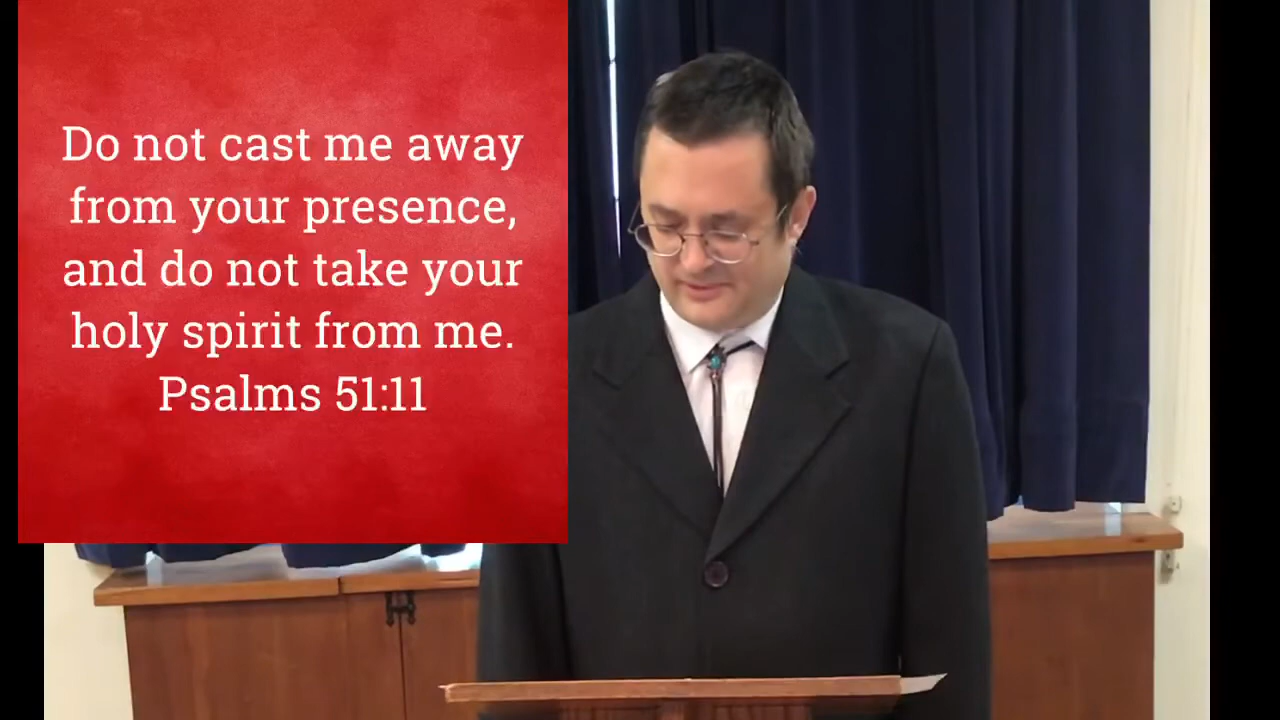 Do not cast me away
from your presence,
and do not take your
holy spirit from me.
Psalms 51:11